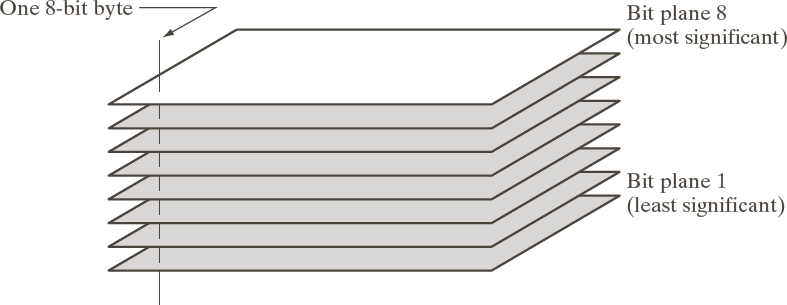 One 8-bit byte
Bit plane 8
(most significant)
Bit plane 1
(least significant)